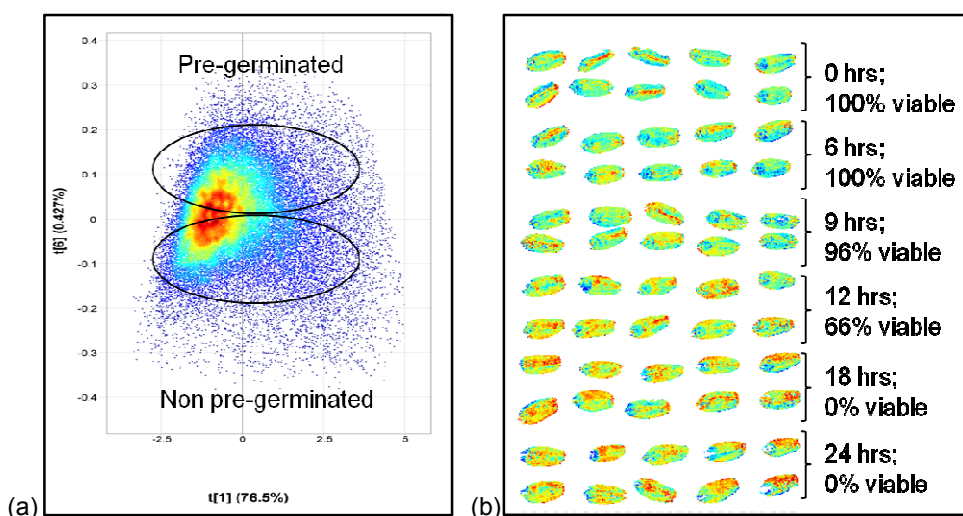 0.4
Pre-germinated
0.3
0.2
0.1
0
-0.1
-0.2
-0.3
-0.4
t[6] (0.427%)
Non pre-germinated
-2.5 0 2.5 5
t[1] (76.5%)
(a)
0 hrs;
100% viable
6 hrs;
100% viable
9 hrs;
96% viable
12 hrs;
66% viable
18 hrs;
0% viable
24 hrs;
0% viable
(b)